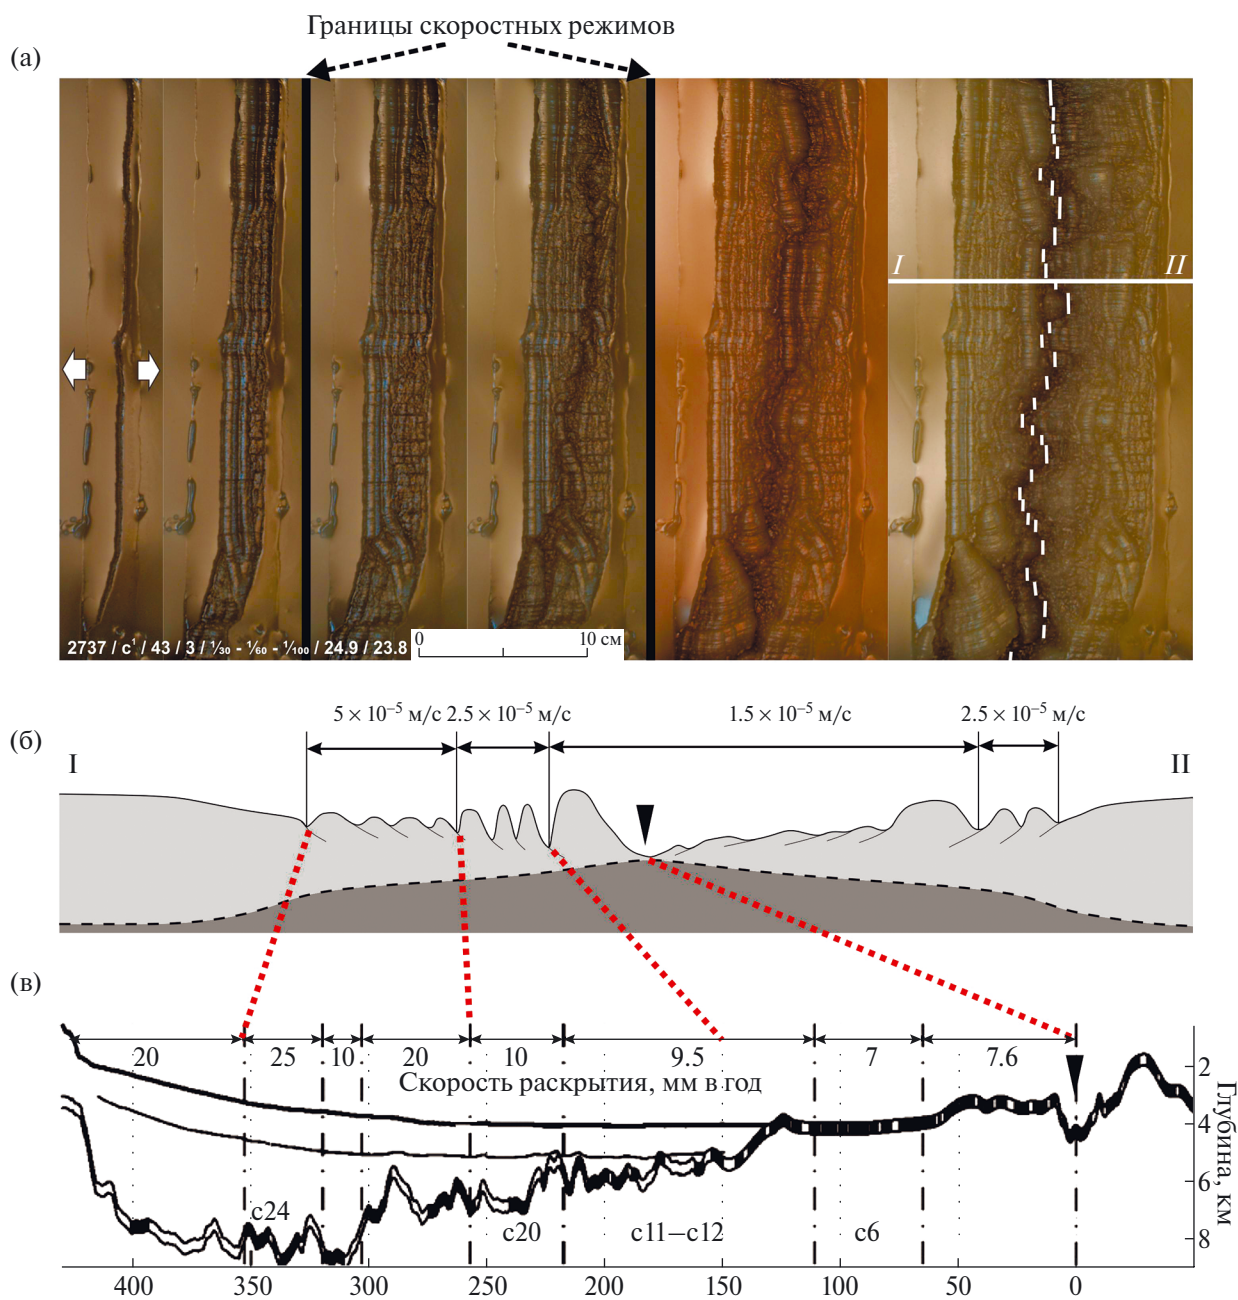 Границы скоростных режимов
(а)
I II
2737 / c¹ / 43 / 3 / ¹⁄₃₀ - ¹⁄₆₀ - ¹⁄₁₀₀ / 24.9 / 23.8
0 10 см
5 × 10⁻⁵ м/с 2.5 × 10⁻⁵ м/с 1.5 × 10⁻⁵ м/с 2.5 × 10⁻⁵ м/с
(б)
I II
(в)
20 25 10 20 10 9.5 7 7.6
Скорость раскрытия, мм в год
2
4
6
8
Глубина, км
c24 c20 c11–c12 c6
400 350 300 250 200 150 100 50 0